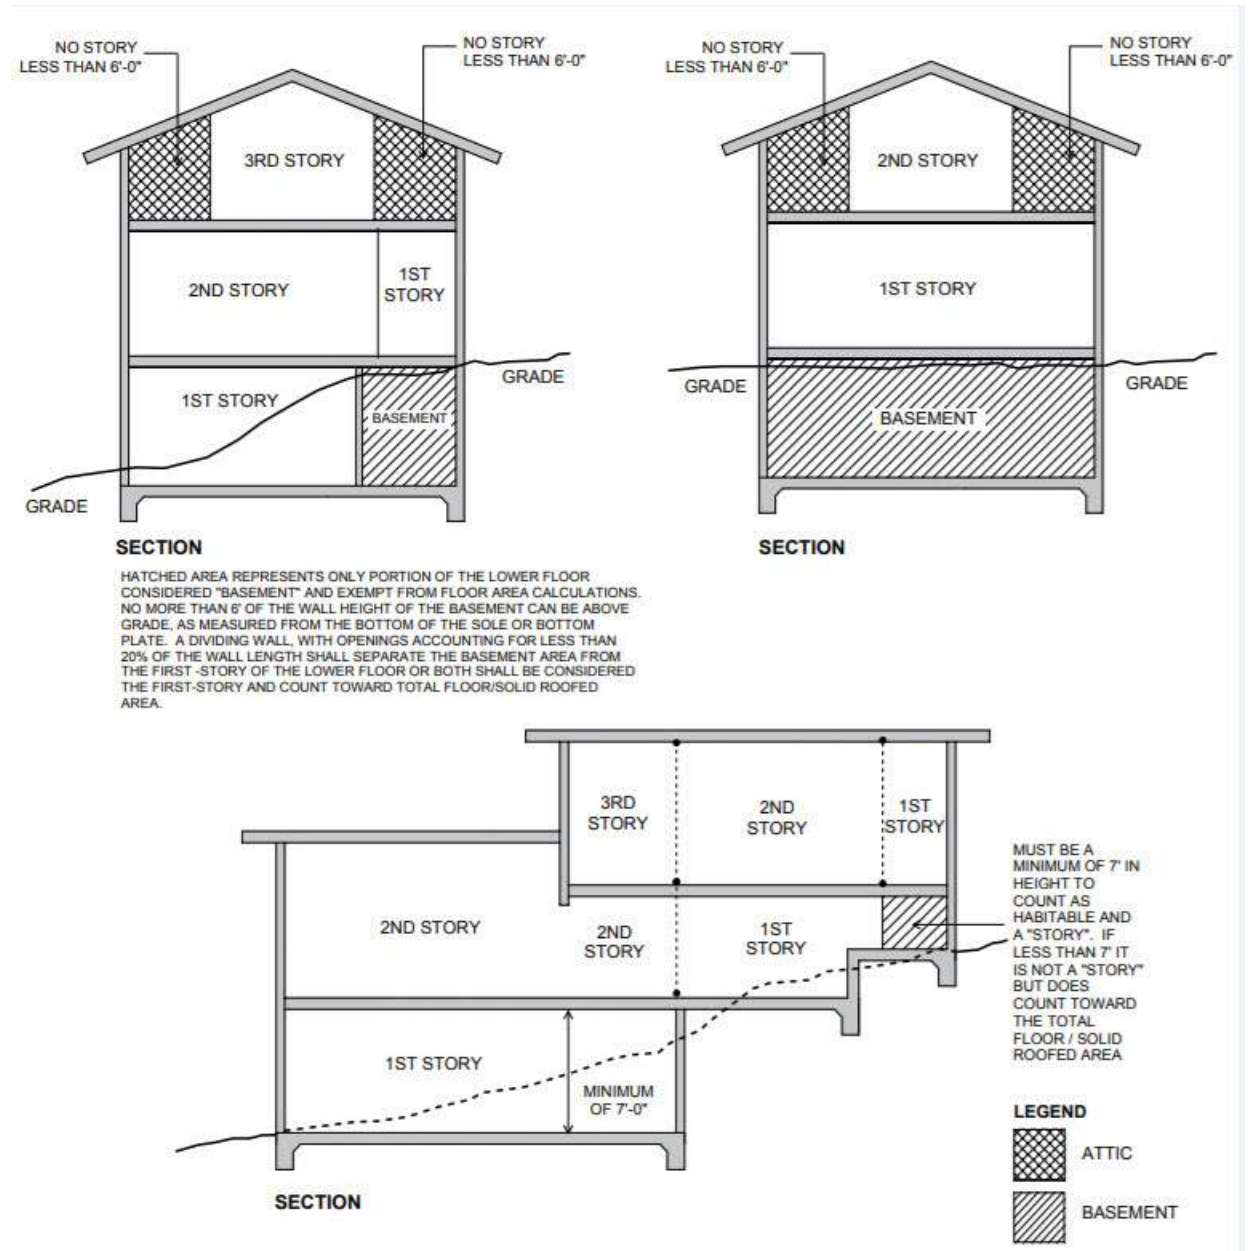 NO STORY
LESS THAN 6'-0"
NO STORY
LESS THAN 6'-0"
3RD STORY
2ND STORY
1ST
STORY
1ST STORY
BASEMENT
GRADE
GRADE
SECTION
NO STORY
LESS THAN 6'-0"
NO STORY
LESS THAN 6'-0"
2ND STORY
1ST STORY
GRADE
GRADE
BASEMENT
SECTION
HATCHED AREA REPRESENTS ONLY PORTION OF THE LOWER FLOOR
CONSIDERED "BASEMENT" AND EXEMPT FROM FLOOR AREA CALCULATIONS.
NO MORE THAN 6' OF THE WALL HEIGHT OF THE BASEMENT CAN BE ABOVE
GRADE, AS MEASURED FROM THE BOTTOM OF THE SOLE OR BOTTOM
PLATE. A DIVIDING WALL, WITH OPENINGS ACCOUNTING FOR LESS THAN
20% OF THE WALL LENGTH SHALL SEPARATE THE BASEMENT AREA FROM
THE FIRST -STORY OF THE LOWER FLOOR OR BOTH SHALL BE CONSIDERED
THE FIRST-STORY AND COUNT TOWARD TOTAL FLOOR/SOLID ROOFED
AREA.
3RD
STORY
2ND
STORY
1ST
STORY
2ND STORY
2ND
STORY
1ST
STORY
1ST STORY
MINIMUM
OF 7'-0"
MUST BE A
MINIMUM OF 7' IN
HEIGHT TO
COUNT AS
HABITABLE AND
A "STORY". IF
LESS THAN 7' IT
IS NOT A "STORY"
BUT DOES
COUNT TOWARD
THE TOTAL
FLOOR / SOLID
ROOFED AREA
SECTION
LEGEND
ATTIC
BASEMENT